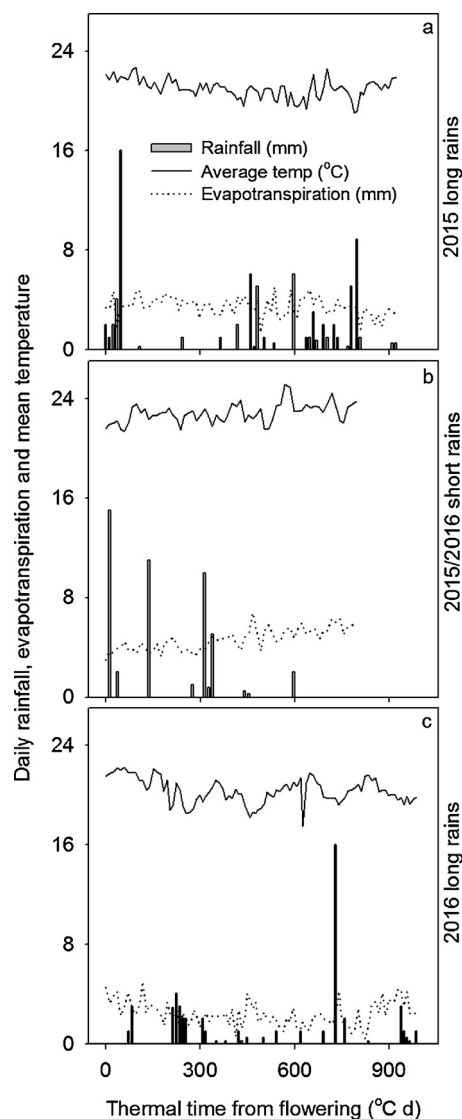 a
24
16
8
0
Rainfall (mm)
Average temp (°C)
Evapotranspiration (mm)
2015 long rains
b
24
16
8
0
2015/2016 short rains
c
24
16
8
0
2016 long rains
0 300 600 900
Thermal time from flowering (°C d)
Daily rainfall, evapotranspiration and mean temperature